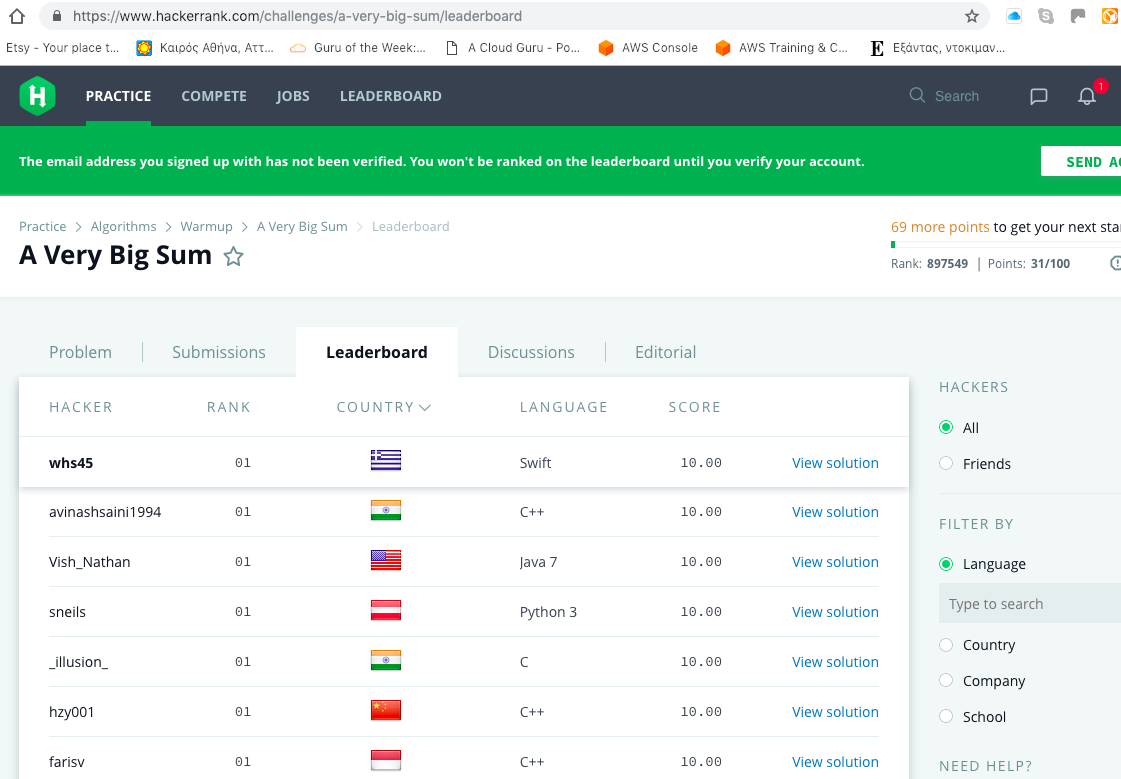 https://www.hackerrank.com/challenges/a-very-big-sum/leaderboard
Etsy - Your place t... Καιρός Αθήνα, Αττ... Guru of the Week:... A Cloud Guru - Po... AWS Console AWS Training & C... E Εξάντας, ντοκιμαν...
H PRACTICE COMPETE JOBS LEADERBOARD Search 1
The email address you signed up with has not been verified. You won't be ranked on the leaderboard until you verify your account. SEND
Practice > Algorithms > Warmup > A Very Big Sum > Leaderboard
69 more points to get your next star
A Very Big Sum
Rank: 897549 | Points: 31/100
Problem Submissions Leaderboard Discussions Editorial
HACKER RANK COUNTRY LANGUAGE SCORE
whs45 01 Swift 10.00 View solution
avinashsaini1994 01 C++ 10.00 View solution
Vish_Nathan 01 Java 7 10.00 View solution
sneils 01 Python 3 10.00 View solution
_illusion_ 01 C 10.00 View solution
hzy001 01 C++ 10.00 View solution
farisv 01 C++ 10.00 View solution
HACKERS
All
Friends
FILTER BY
Language
Type to search
Country
Company
School
NEED HELP?